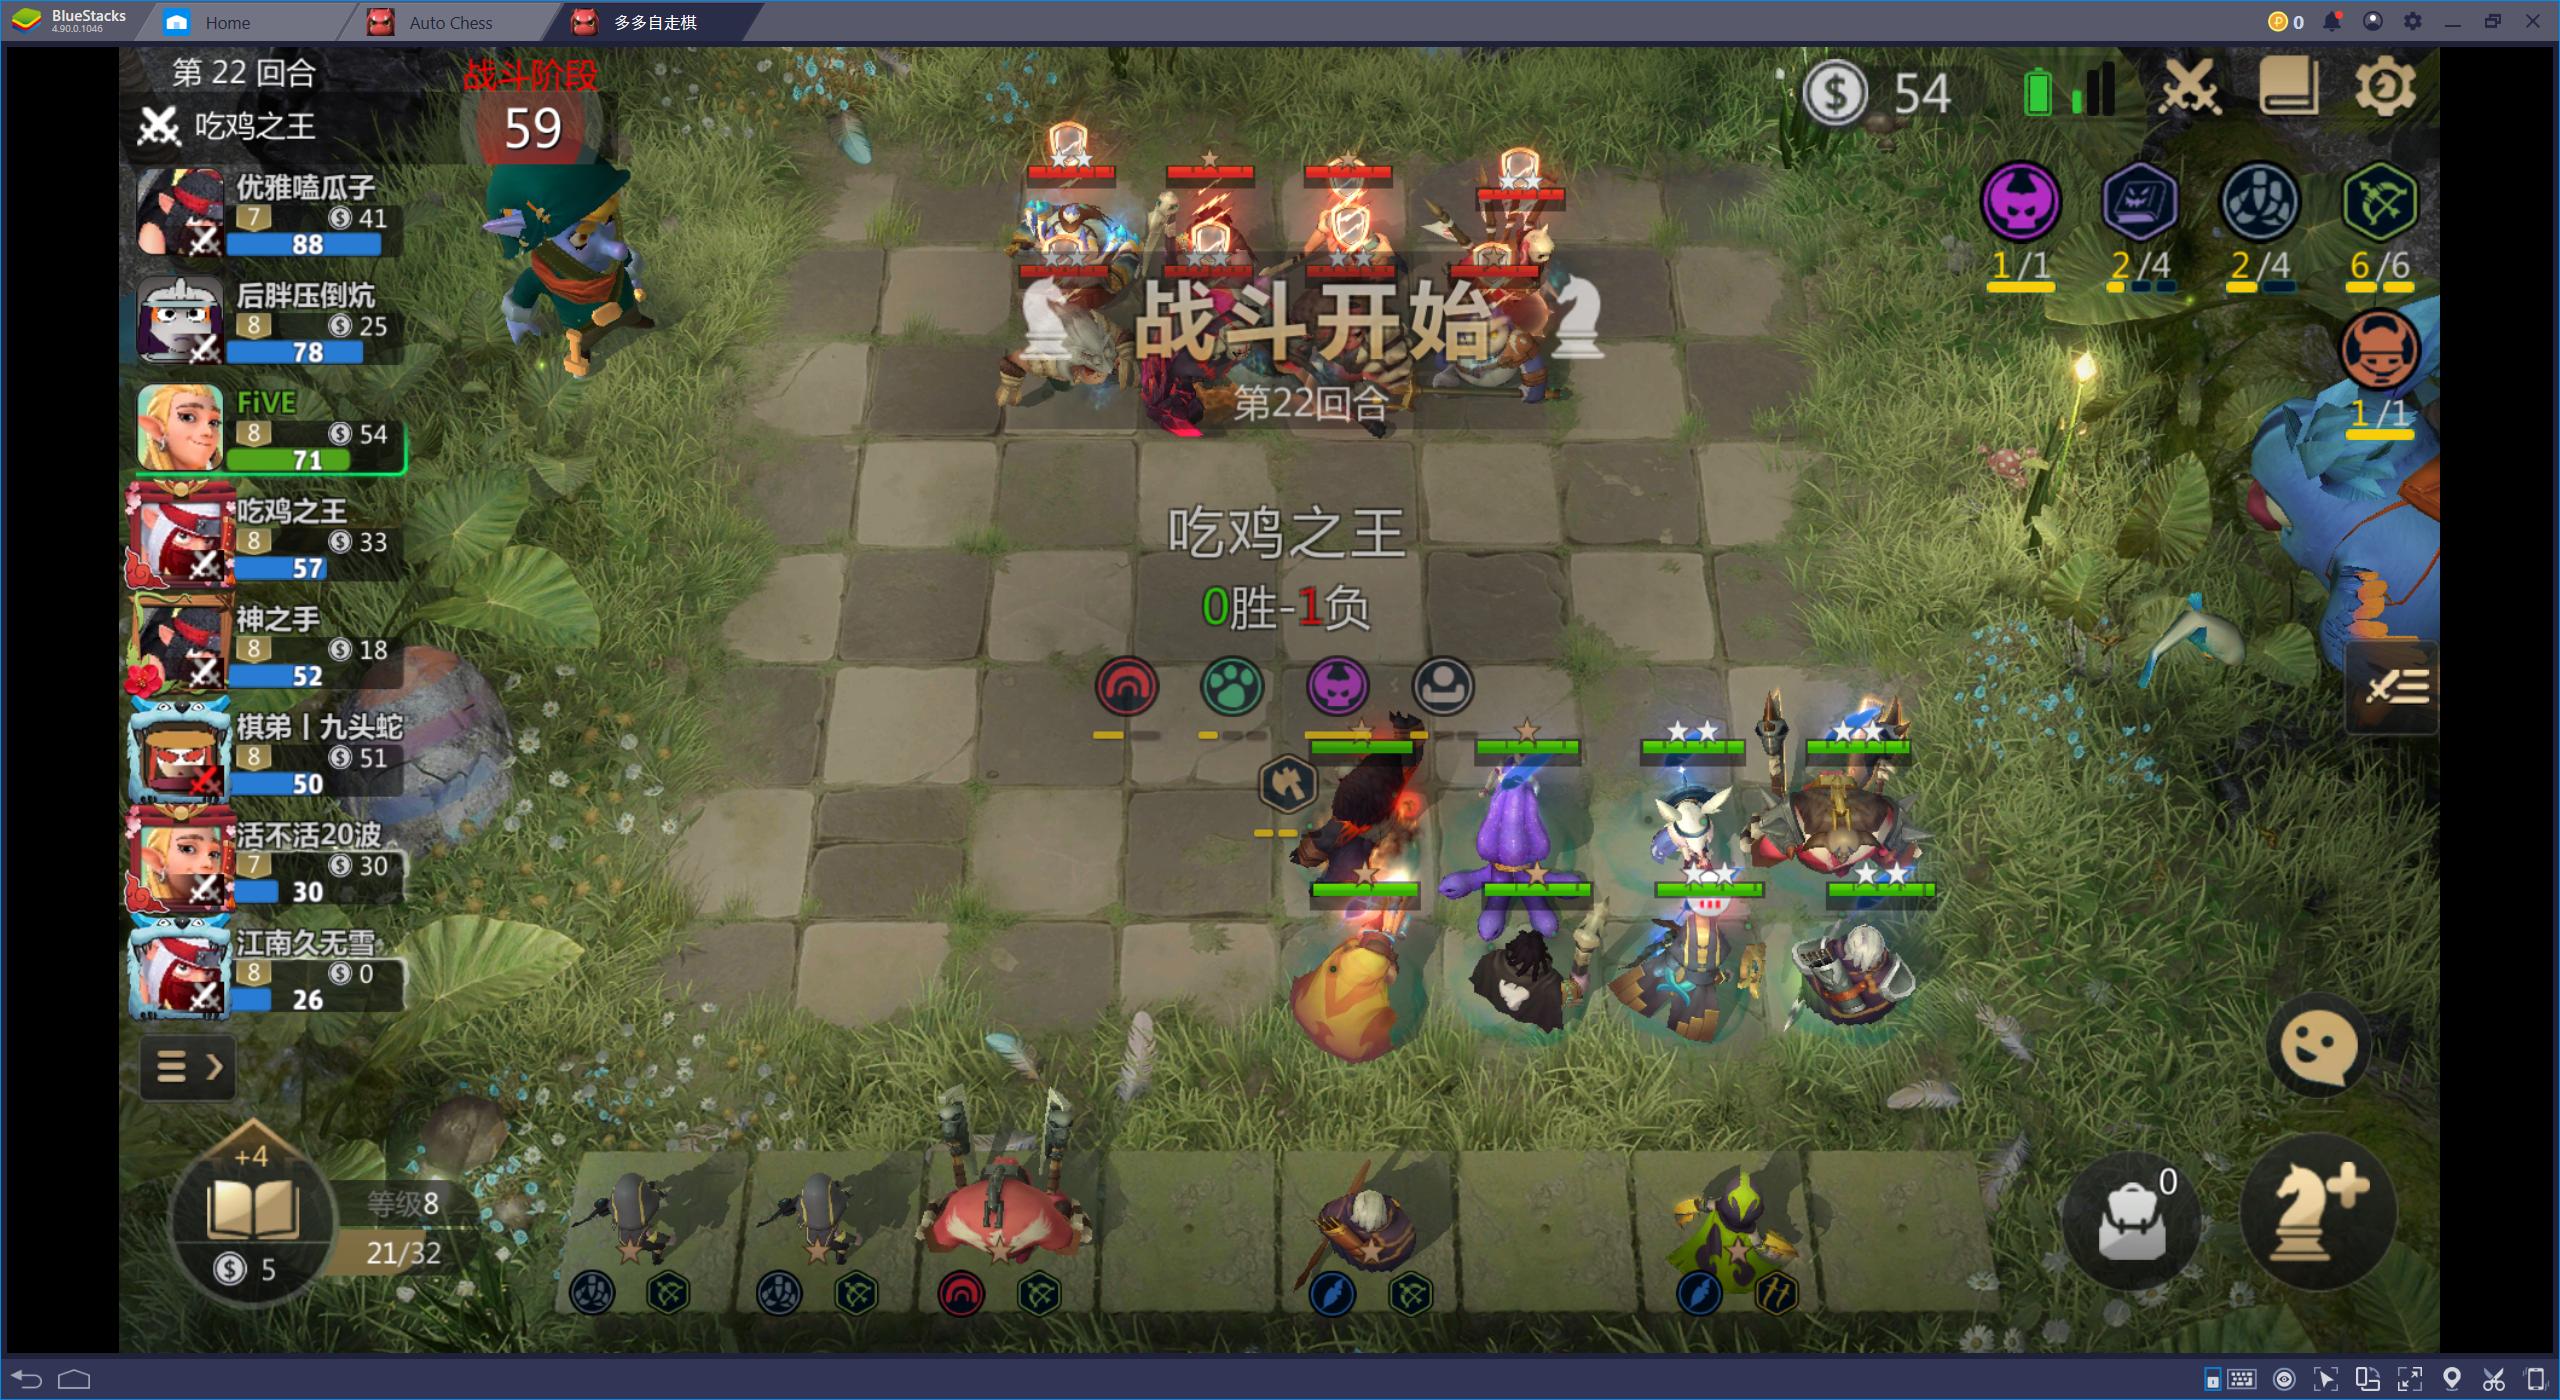 BlueStacks
4.90.0.1046
Home
Auto Chess
多多自走棋
0
第 22 回合
战斗阶段
吃鸡之王
59
54
优雅嗑瓜子
7
41
88
后胖压倒炕
8
25
78
FiVE
8
54
71
吃鸡之王
8
33
57
神之手
8
18
52
棋弟丨九头蛇
8
51
50
活不活20波
7
30
30
江南久无雪
8
0
26
1/1
2/4
2/4
6/6
1/1
战斗开始
第22回合
吃鸡之王
0胜-1负
+4
等级8
21/32
5
0